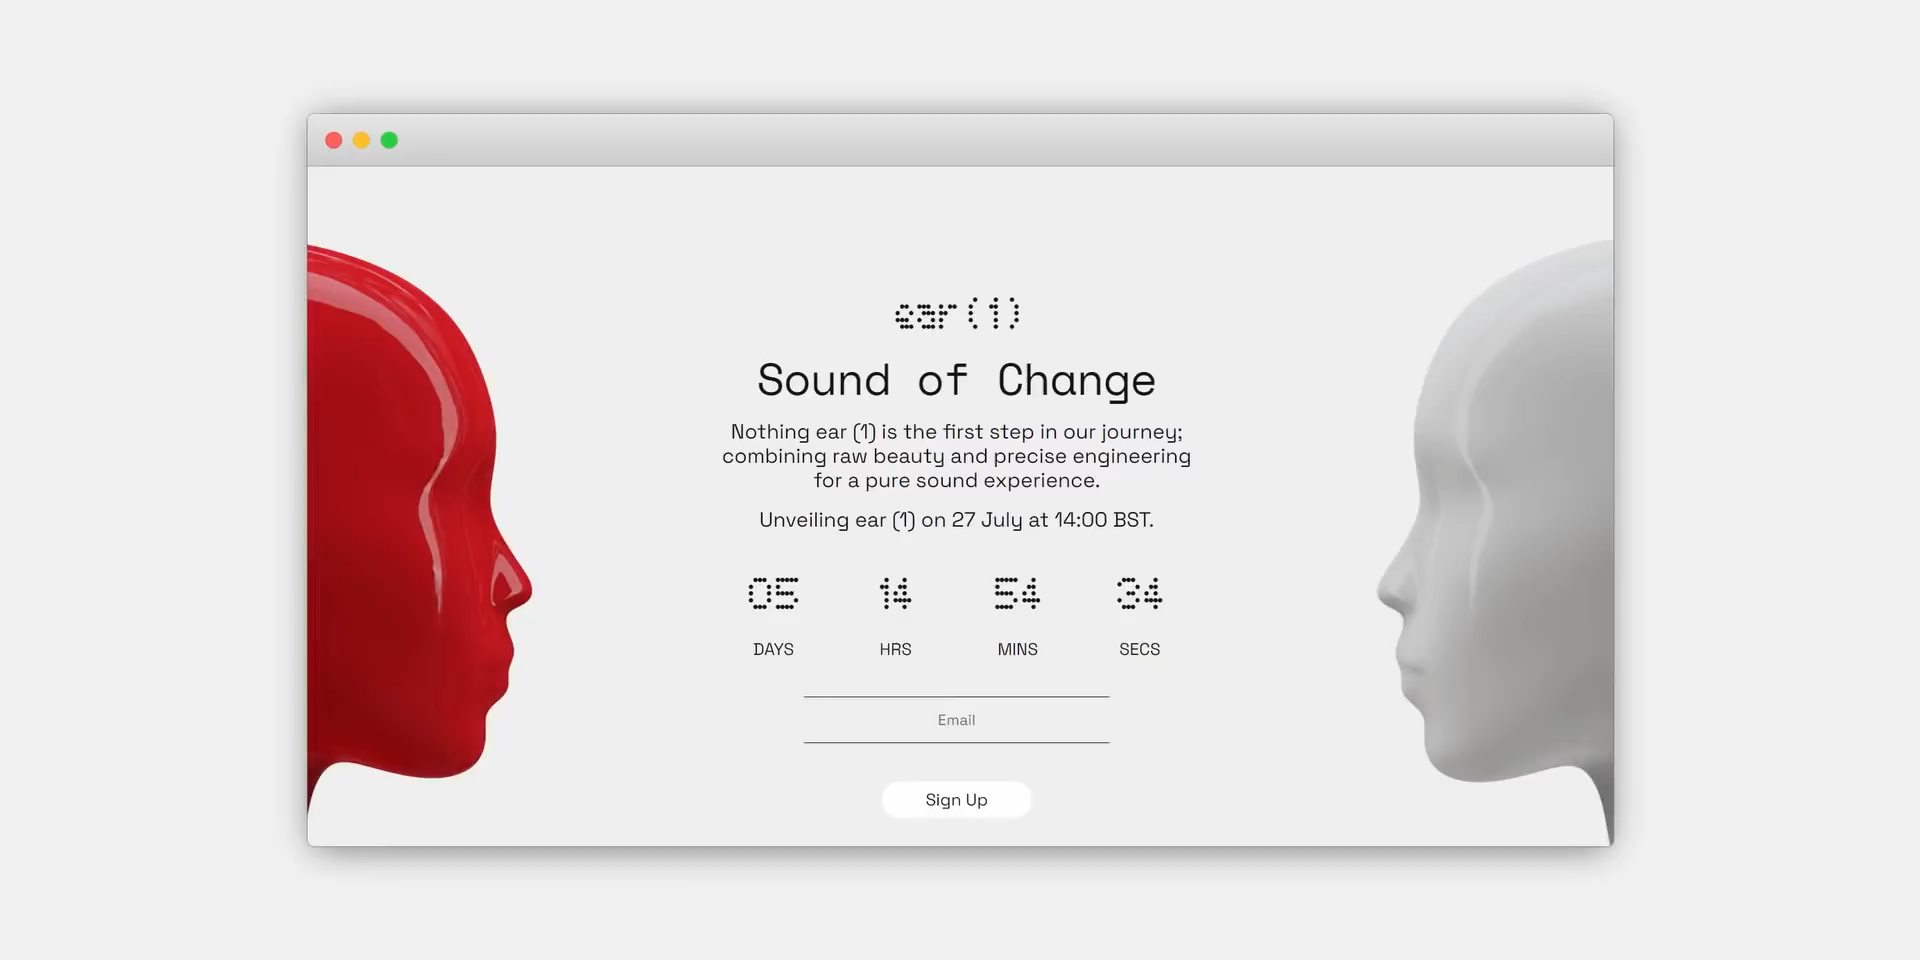 ear(1)
Sound of Change
Nothing ear (1) is the first step in our journey;
combining raw beauty and precise engineering
for a pure sound experience.
Unveiling ear (1) on 27 July at 14:00 BST.
05 14 54 34
DAYS HRS MINS SECS
Email
Sign Up